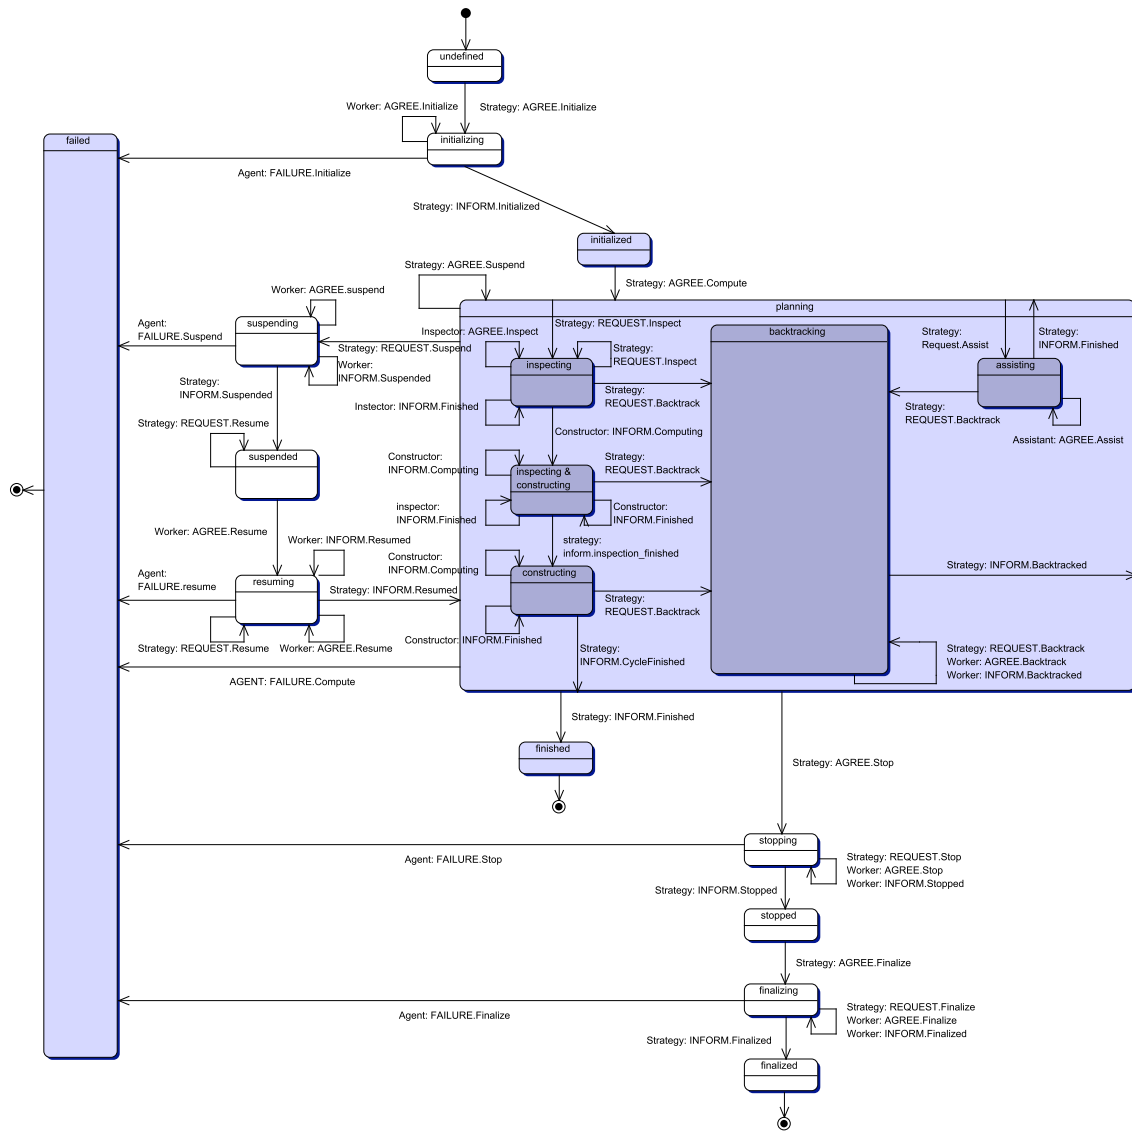 undefined
Worker: AGREE.Initialize
Strategy: AGREE.Initialize
failed
initializing
Agent: FAILURE.Initialize
Strategy: INFORM.Initialized
initialized
Strategy: AGREE.Suspend
Strategy: AGREE.Compute
Worker: AGREE.suspend
planning
suspending
Agent:
FAILURE.Suspend
Strategy: REQUEST.Suspend
Worker:
INFORM.Suspended
Strategy:
INFORM.Suspended
Strategy: REQUEST.Resume
suspended
Worker: AGREE.Resume
Worker: INFORM.Resumed
Agent:
FAILURE.resume
resuming
Strategy: INFORM.Resumed
Strategy: REQUEST.Resume
Worker: AGREE.Resume
AGENT: FAILURE.Compute
Inspector: AGREE.Inspect
Strategy: REQUEST.Inspect
Strategy:
REQUEST.Inspect
inspecting
Strategy:
REQUEST.Backtrack
Instector: INFORM.Finished
Constructor: INFORM.Computing
Constructor:
INFORM.Computing
Strategy:
REQUEST.Backtrack
inspecting &
constructing
inspector:
INFORM.Finished
Constructor:
INFORM.Finished
strategy:
inform.inspection_finished
Constructor:
INFORM.Computing
constructing
Strategy:
REQUEST.Backtrack
Constructor: INFORM.Finished
Strategy:
INFORM.CycleFinished
backtracking
Strategy:
Request.Assist
Strategy:
INFORM.Finished
assisting
Strategy:
REQUEST.Backtrack
Assistant: AGREE.Assist
Strategy: INFORM.Backtracked
Strategy: REQUEST.Backtrack
Worker: AGREE.Backtrack
Worker: INFORM.Backtracked
Strategy: INFORM.Finished
finished
Strategy: AGREE.Stop
stopping
Agent: FAILURE.Stop
Strategy: REQUEST.Stop
Worker: AGREE.Stop
Worker: INFORM.Stopped
Strategy: INFORM.Stopped
stopped
Strategy: AGREE.Finalize
finalizing
Agent: FAILURE.Finalize
Strategy: REQUEST.Finalize
Worker: AGREE.Finalize
Worker: INFORM.Finalized
Strategy: INFORM.Finalized
finalized